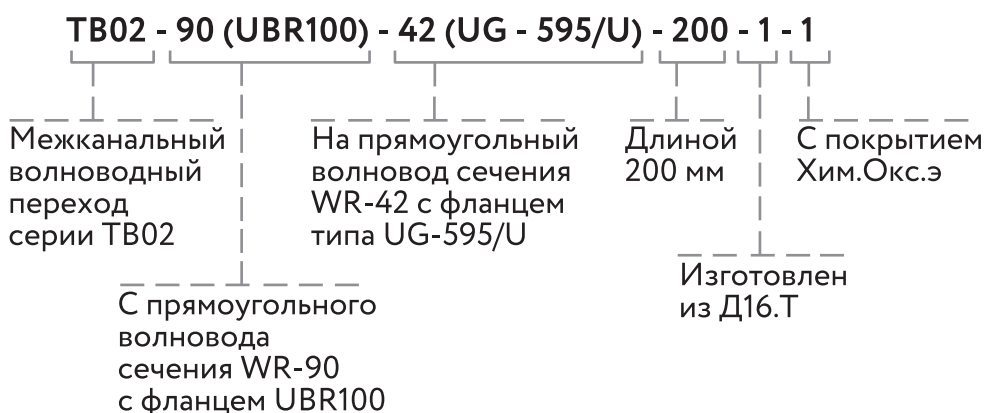 ТВ02 - 90 (UBR100) - 42 (UG - 595/U) - 200 - 1 - 1
Межканальный
волноводный
переход
серии ТВ02
На прямоугольный
волновод сечения
WR-42 с фланцем
типа UG-595/U
Длиной
200 мм
С покрытием
Хим.Окс.э
Изготовлен
из Д16.Т
С прямоугольного
волновода
сечения WR-90
с фланцем UBR100